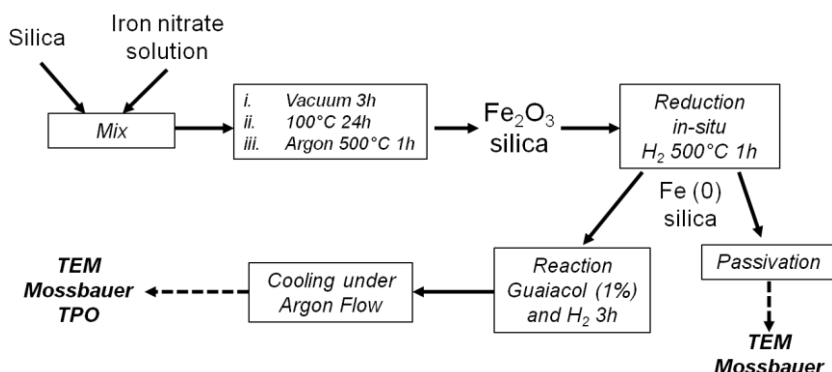 Silica
Iron nitrate
solution
Mix
i. Vacuum 3h
ii. 100°C 24h
iii. Argon 500°C 1h
Fe₂O₃
silica
Reduction
in-situ
H₂ 500°C 1h
Fe (0)
silica
Passivation
TEM
Mossbauer
Reaction
Guaiacol (1%)
and H₂ 3h
Cooling under
Argon Flow
TEM
Mossbauer
TPO